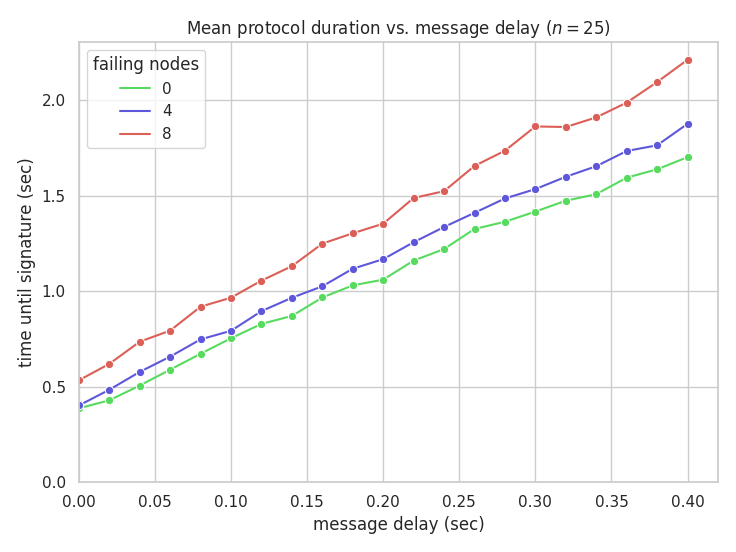 Mean protocol duration vs. message delay (n = 25)
failing nodes
0
4
8
time until signature (sec)
2.0
1.5
1.0
0.5
0.0
0.00 0.05 0.10 0.15 0.20 0.25 0.30 0.35 0.40
message delay (sec)